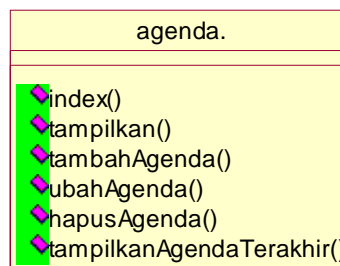 agenda.
index()
tampilkan()
tambahAgenda()
ubahAgenda()
hapusAgenda()
tampilkanAgendaTerakhir()